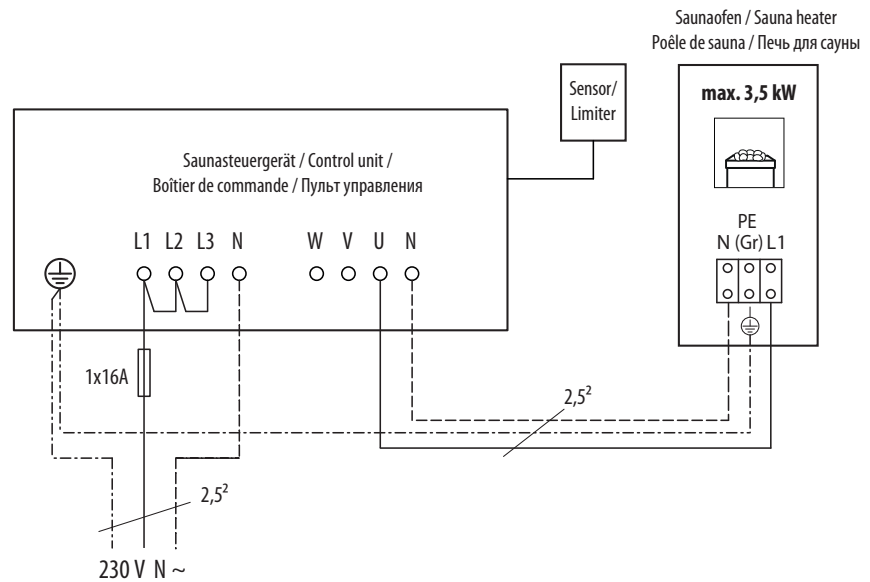 Saunaofen / Sauna heater
Poêle de sauna / Печь для сауны
Sensor/
Limiter
max. 3,5 kW
Saunasteuergerät / Control unit /
Boîtier de commande / Пульт управления
L1 L2 L3 N W V U N
PE
N (Gr) L1
1x16A
2,5²
2,5²
230 V N ~